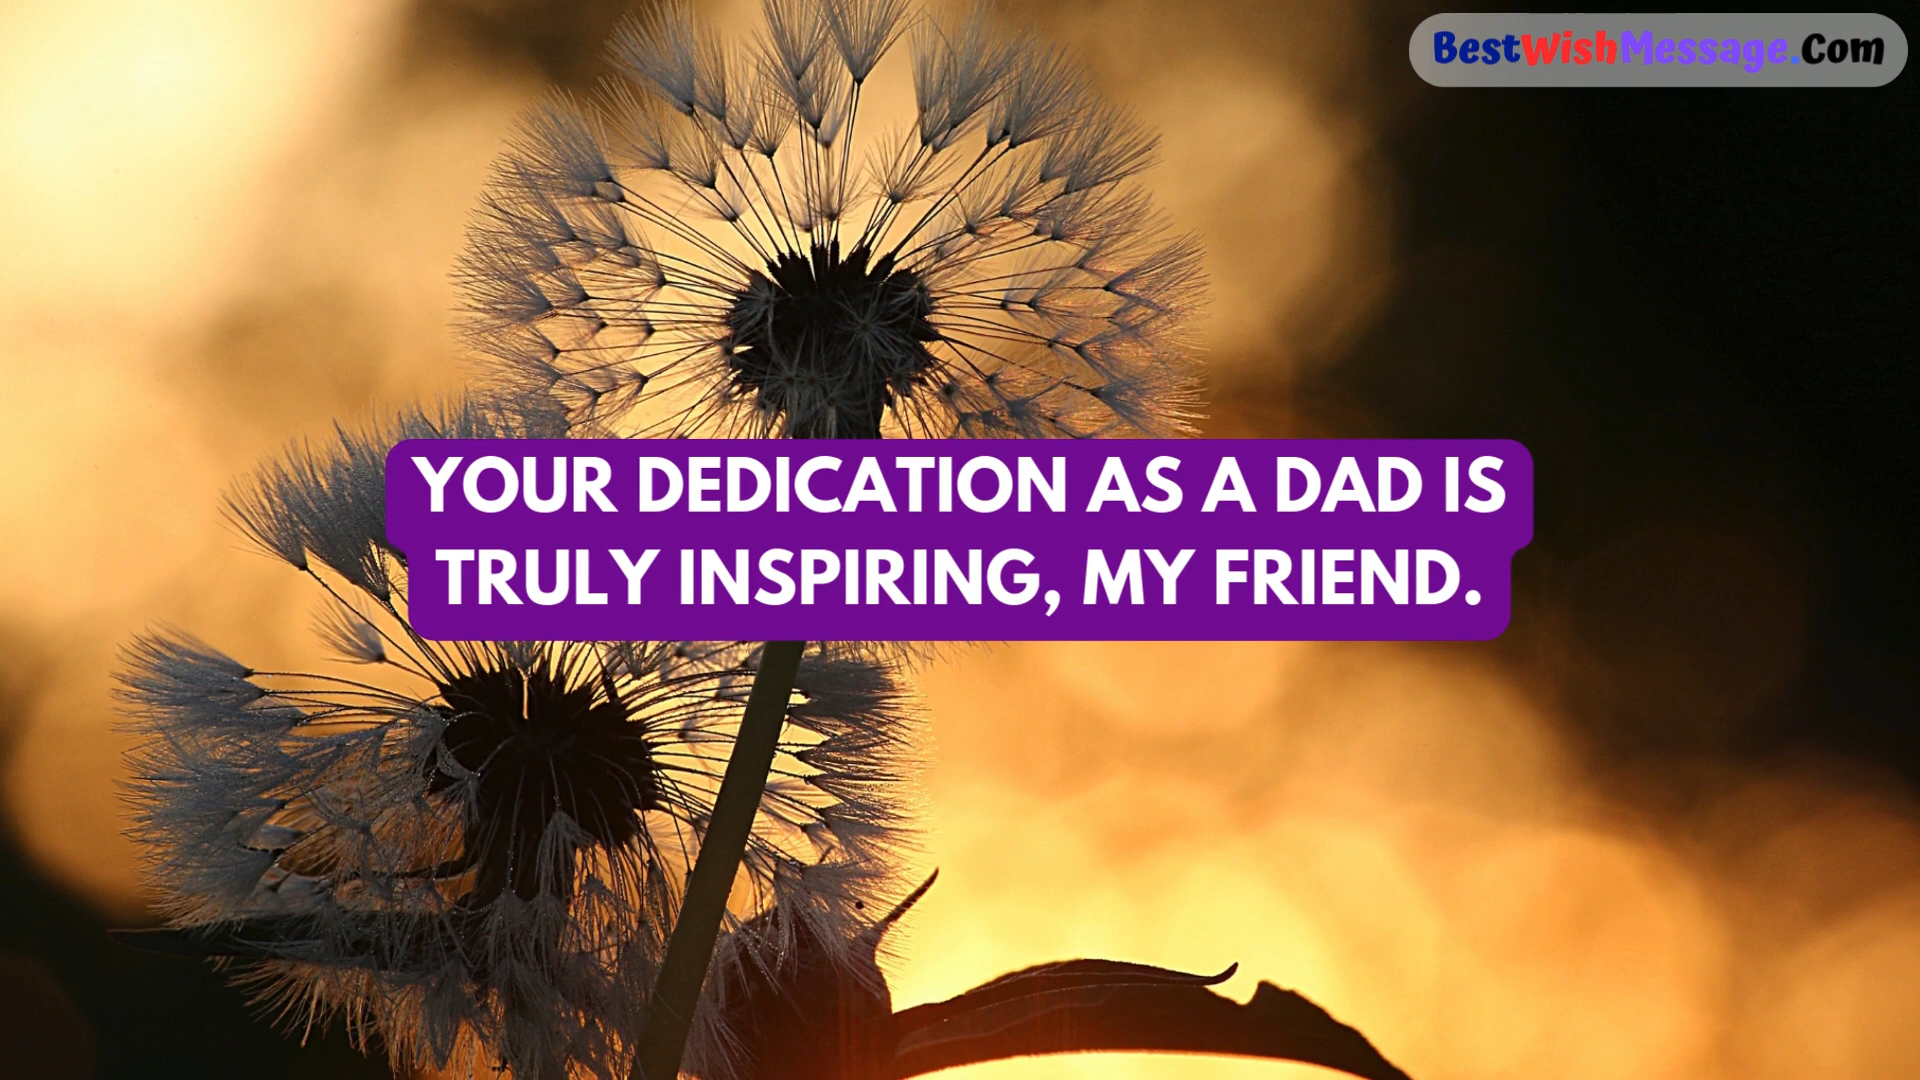 BestWishMessage.Com
YOUR DEDICATION AS A DAD IS
TRULY INSPIRING, MY FRIEND.